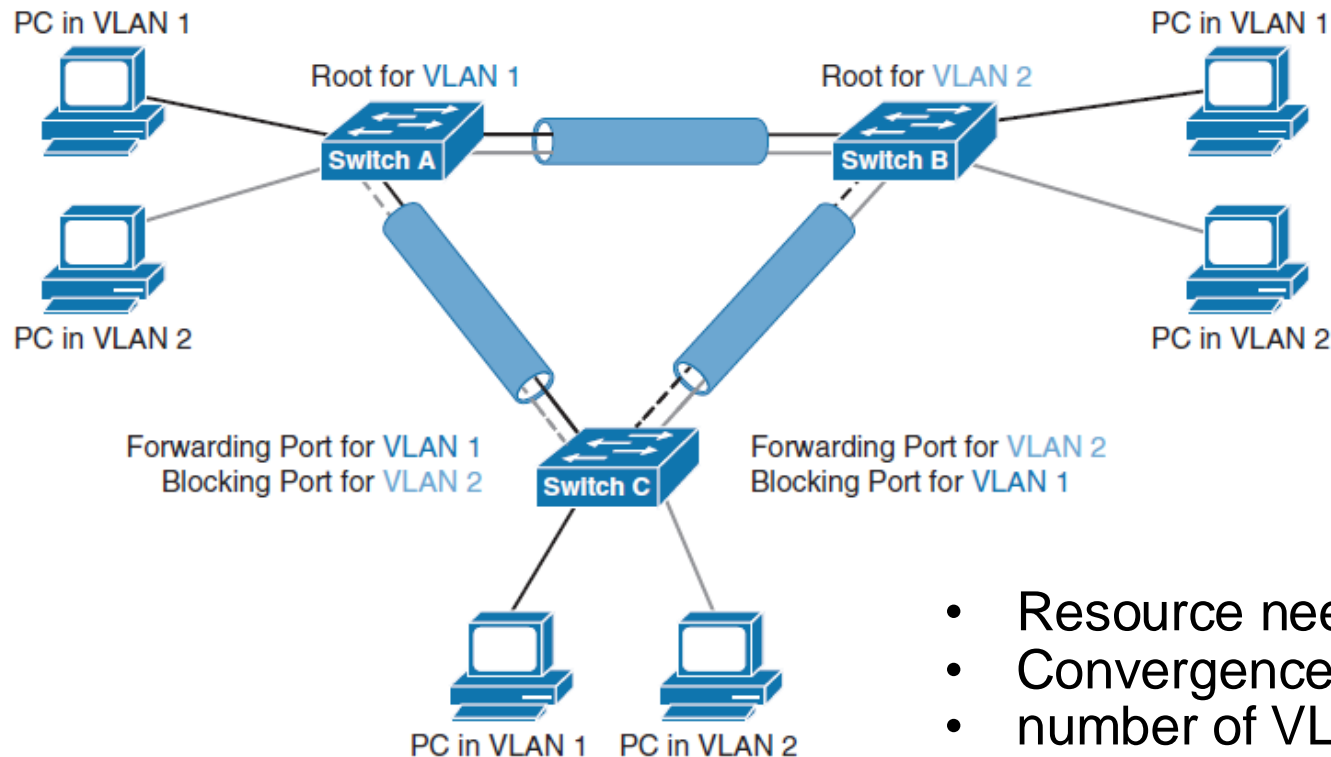 PC in VLAN 1
PC in VLAN 1
Root for VLAN 1
Root for VLAN 2
Switch A
Switch B
PC in VLAN 2
PC in VLAN 2
Forwarding Port for VLAN 1
Blocking Port for VLAN 2
Forwarding Port for VLAN 2
Blocking Port for VLAN 1
Switch C
• Resource
• Convergence
• number of
PC in VLAN 1
PC in VLAN 2